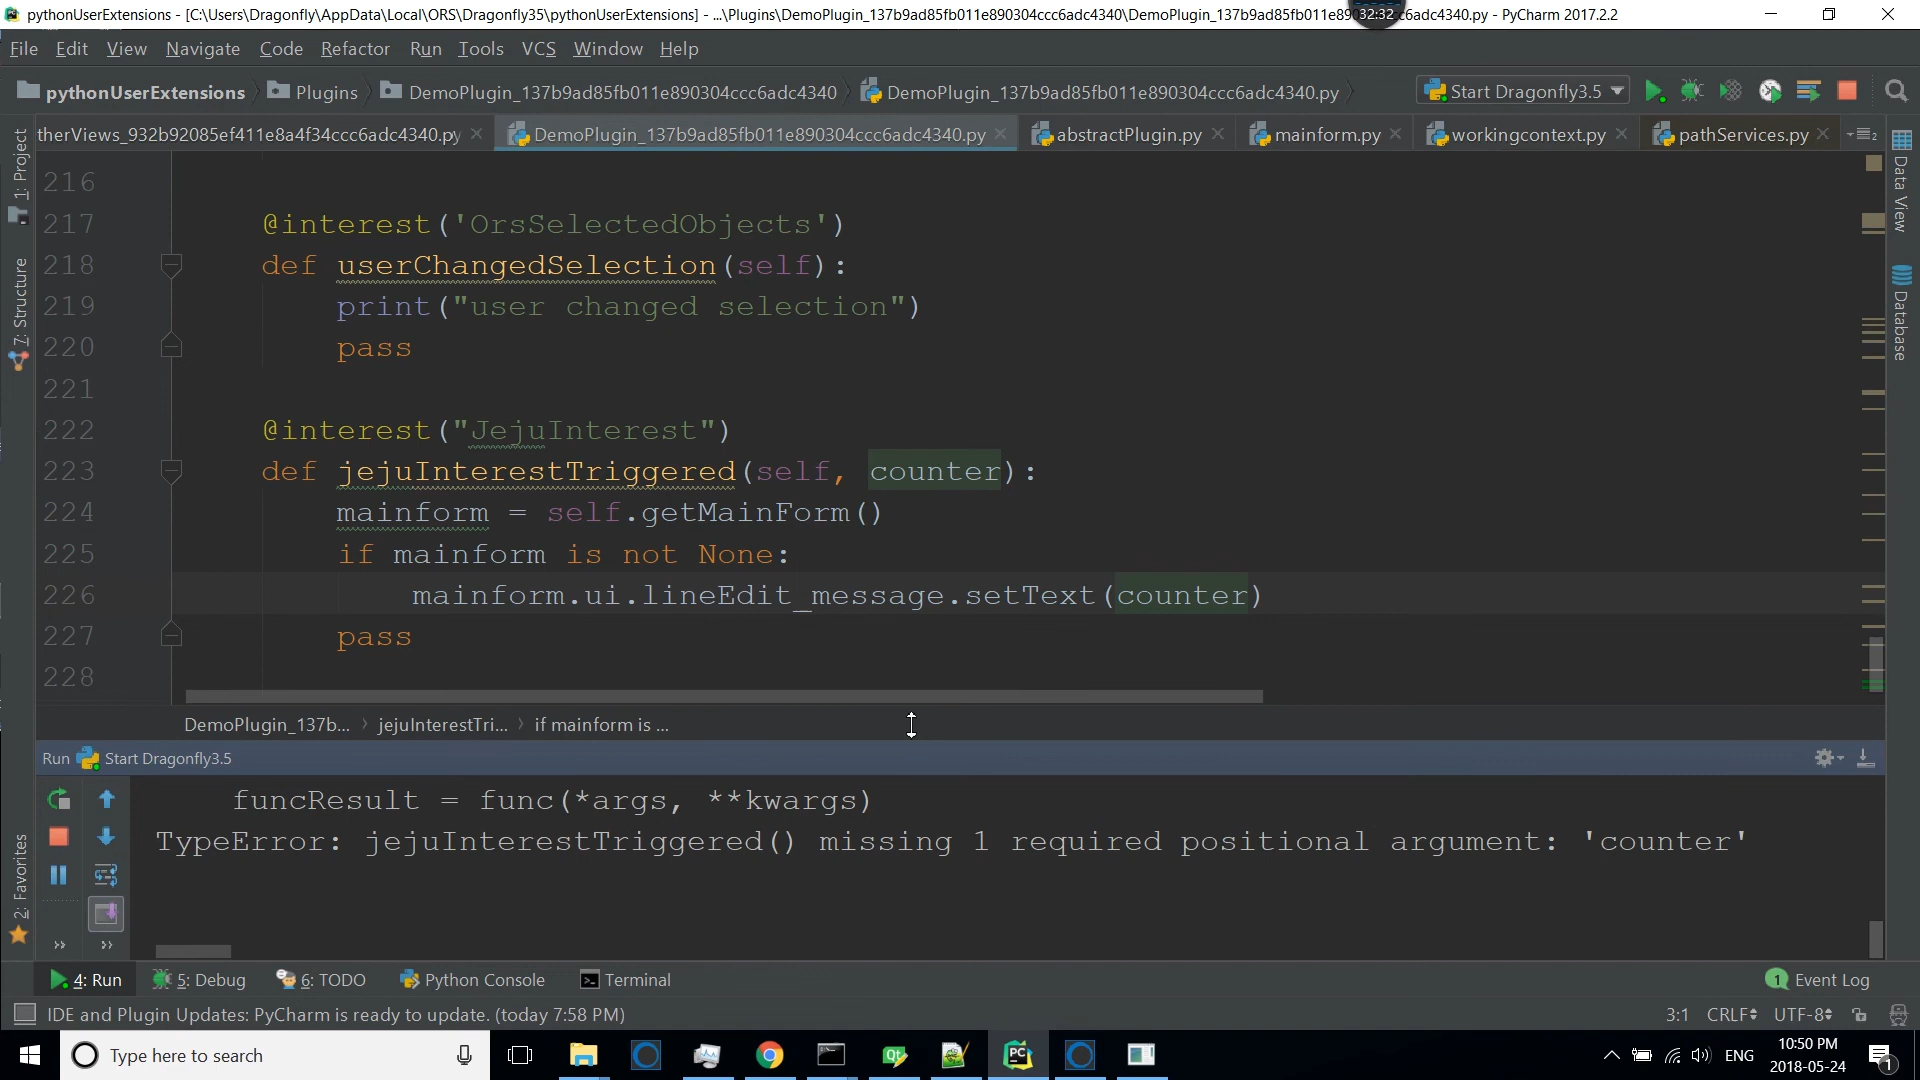 pythonUserExtensions - [C:\Users\Dragonfly\AppData\Local\ORS\Dragonfly35\pythonUserExtensions] - ...\Plugins\DemoPlugin_137b9ad85fb011e890304ccc6adc4340\DemoPlugin_137b9ad85fb011e89 32:32 c6adc4340.py - PyCharm 2017.2.2
File Edit View Navigate Code Refactor Run Tools VCS Window Help
pythonUserExtensions Plugins DemoPlugin_137b9ad85fb011e890304ccc6adc4340 DemoPlugin_137b9ad85fb011e890304ccc6adc4340.py Start Dragonfly3.5
therViews_932b92085ef411e8a4f34ccc6adc4340.py DemoPlugin_137b9ad85fb011e890304ccc6adc4340.py abstractPlugin.py mainform.py workingcontext.py pathServices.py 2
1: Project
7: Structure
2: Favorites
Data View
Database
216
217 @interest('OrsSelectedObjects')
218 def userChangedSelection(self):
219 print("user changed selection")
220 pass
221
222 @interest("JejuInterest")
223 def jejuInterestTriggered(self, counter):
224 mainform = self.getMainForm()
225 if mainform is not None:
226 mainform.ui.lineEdit_message.setText(counter)
227 pass
228
DemoPlugin_137b... jejuInterestTri... if mainform is ...
Run Start Dragonfly3.5
funcResult = func(*args, **kwargs)
TypeError: jejuInterestTriggered() missing 1 required positional argument: 'counter'
4: Run 5: Debug 6: TODO Python Console Terminal 1 Event Log
IDE and Plugin Updates: PyCharm is ready to update. (today 7:58 PM) 3:1 CRLF UTF-8
Type here to search Qt PC ENG 10:50 PM 1
2018-05-24